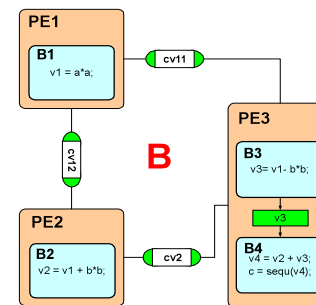 PE1
B1
v1 = a*a;
cv11
cv12
B
PE3
B3
v3= v1- b*b;
v3
B4
v4 = v2 + v3;
c = sequ(v4);
PE2
B2
v2 = v1 + b*b;
cv2